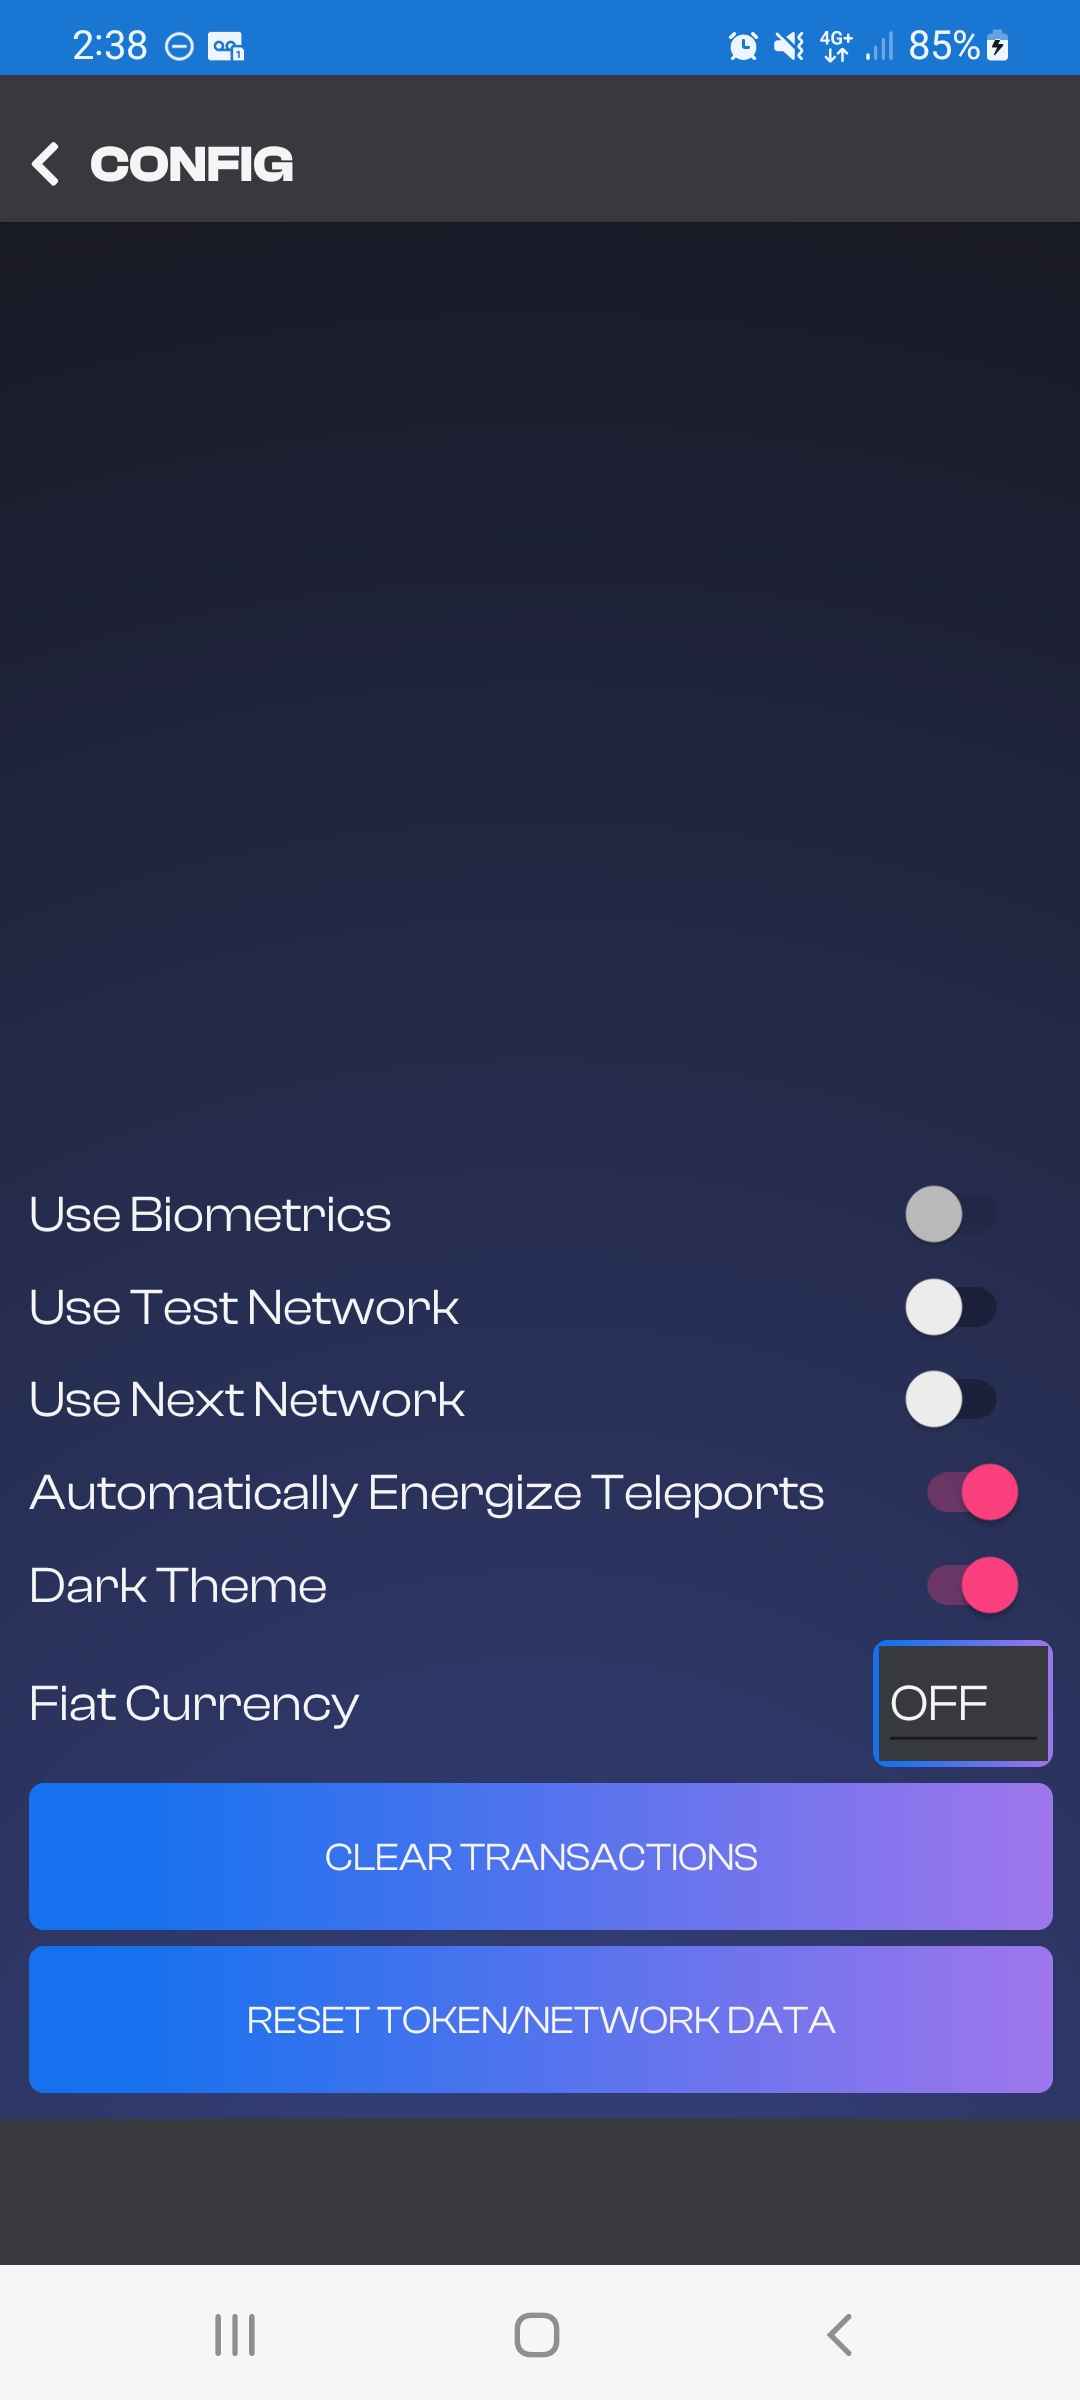 2:38
4G+
85%
CONFIG
Use Biometrics
Use Test Network
Use Next Network
Automatically Energize Teleports
Dark Theme
Fiat Currency
OFF
CLEAR TRANSACTIONS
RESET TOKEN/NETWORK DATA